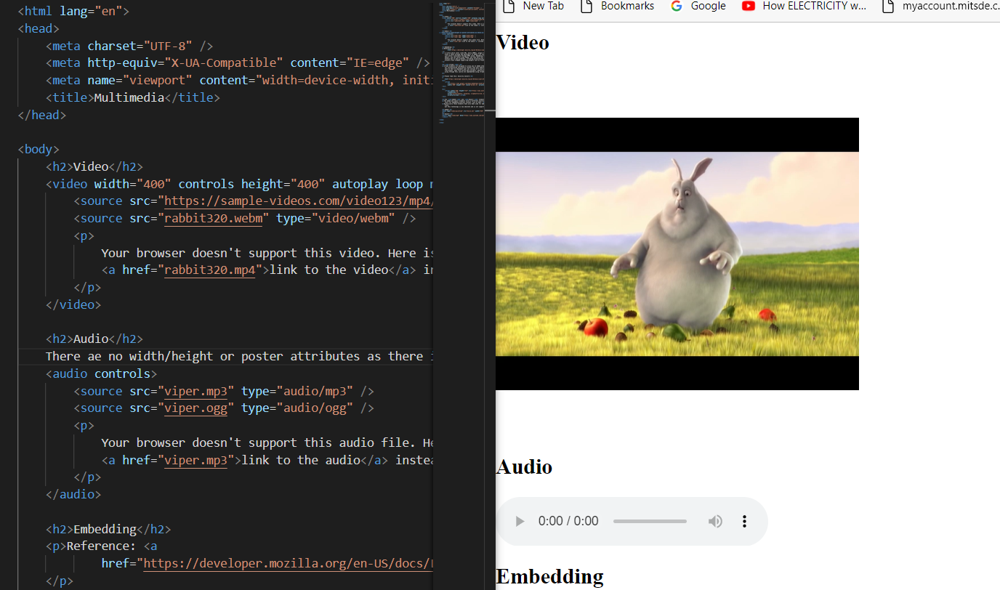 <html lang="en">
<head>
<meta charset="UTF-8" />
<meta http-equiv="X-UA-Compatible" content="IE=edge" />
<meta name="viewport" content="width=device-width, initi
<title>Multimedia</title>
</head>
<body>
<h2>Video</h2>
<video width="400" controls height="400" autoplay loop
<source src="https://sample-videos.com/video123/mp4/
<source src="rabbit320.webm" type="video/webm" />
<p>
Your browser doesn't support this video. Here is
<a href="rabbit320.mp4">link to the video</a> in
</p>
</video>
<h2>Audio</h2>
There ae no width/height or poster attributes as there
<audio controls>
<source src="viper.mp3" type="audio/mp3" />
<source src="viper.ogg" type="audio/ogg" />
<p>
Your browser doesn't support this audio file. He
<a href="viper.mp3">link to the audio</a> instea
</p>
</audio>
<h2>Embedding</h2>
<p>Reference: <a
href="https://developer.mozilla.org/en-US/docs/
</p>
New Tab
Bookmarks
Google
How ELECTRICITY w...
myaccount.mitsde.c.
Video
Audio
0:00 / 0:00
Embedding